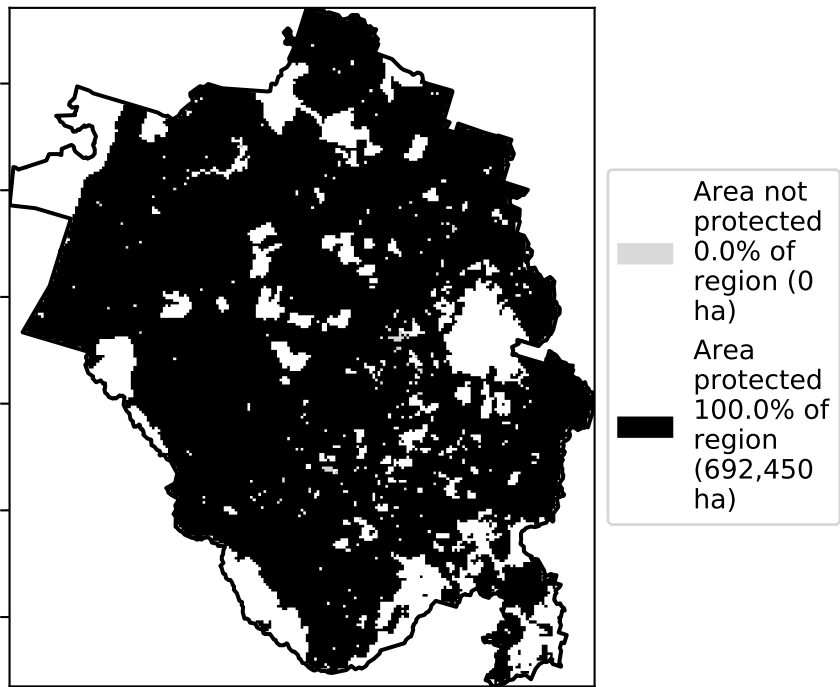 Area not
protected
0.0% of
region (0
ha)
Area
protected
100.0% of
region
(692,450
ha)